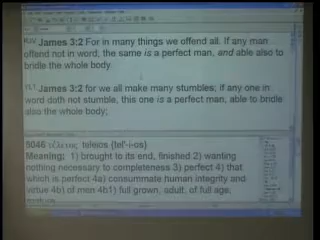 KJV James 3:2 For in many things we offend all. If any man
offend not in word, the same is a perfect man, and able also to
bridle the whole body.
YLT James 3:2 for we all make many stumbles; if any one in
word doth not stumble, this one is a perfect man, able to bridle
also the whole body;
5046 τέλειος teleios {tel'-i-os}
Meaning: 1) brought to its end, finished 2) wanting
nothing necessary to completeness 3) perfect 4) that
which is perfect 4a) consummate human integrity and
virtue 4b) of men 4b1) full grown, adult, of full age,